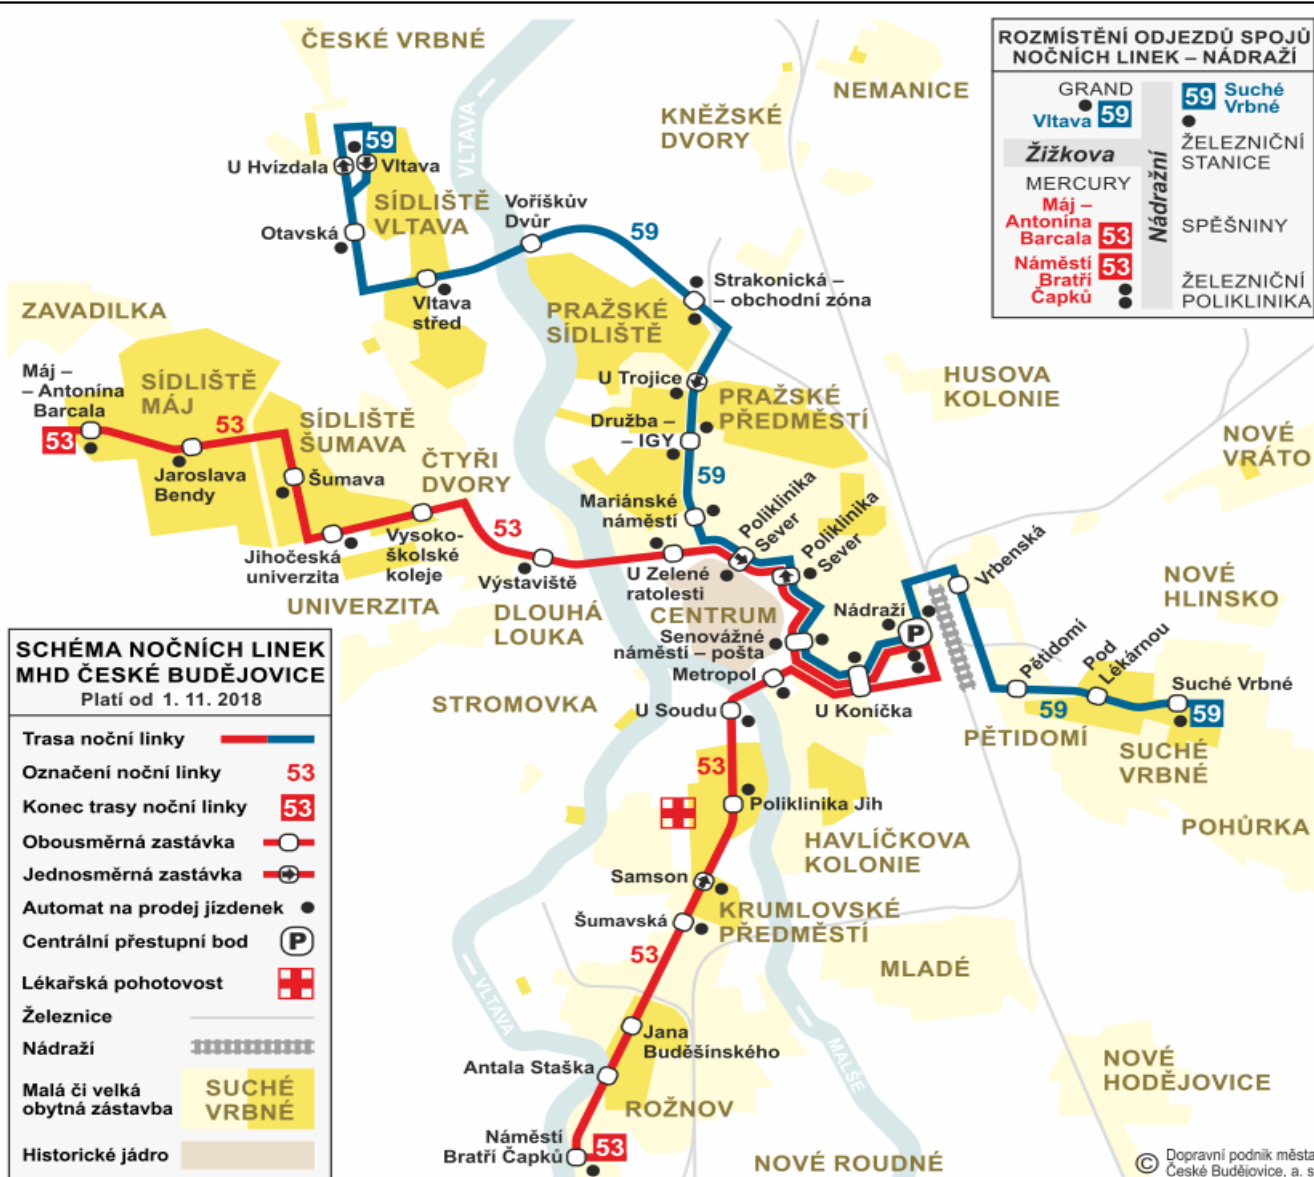 ČESKÉ VRBNÉ
NEMANICE
KNĚŽSKÉ
DVORY
VLTAVA
ROZMÍSTĚNÍ ODJEZDŮ SPOJŮ
NOČNÍCH LINEK – NÁDRAŽÍ
GRAND
Vltava 59
59 Suché
Vrbné
Žižkova
Nádražní
ŽELEZNIČNÍ
STANICE
MERCURY
Máj –
Antonína
Barcala 53
SPĚŠNINY
Náměstí
Bratří
Čapků
53
ŽELEZNIČNÍ
POLIKLINIKA
59
U Hvízdala
Vltava
SÍDLIŠTĚ
VLTAVA
Otavská
Voříškův
Dvůr
59
Vltava
střed
Strakonická –
– obchodní zóna
PRAŽSKÉ
SÍDLIŠTĚ
U Trojice
PRAŽSKÉ
PŘEDMĚSTÍ
Družba –
– IGY
59
Mariánské
náměstí
Poliklinika
Sever
Poliklinika
Sever
HUSOVA
KOLONIE
NOVÉ
VRÁTO
ZAVADILKA
Máj –
– Antonína
Barcala
53
SÍDLIŠTĚ
MÁJ
53
Jaroslava
Bendy
SÍDLIŠTĚ
ŠUMAVA
Šumava
ČTYŘI
DVORY
Jihočeská
univerzita
Vysoko-
školské
koleje
53
Výstaviště
UNIVERZITA
DLOUHÁ
LOUKA
U Zelené
ratolesti
CENTRUM
Senovážné
náměstí – pošta
Nádraží
P
Vrbenská
NOVÉ
HLINSKO
Metropol
U Koníčka
U Soudu
STROMOVKA
Pětidomí
Pod
Lékárnou
Suché Vrbné
59
59
PĚTIDOMÍ
SUCHÉ
VRBNÉ
POHŮRKA
53
Poliklinika Jih
HAVLÍČKOVA
KOLONIE
Samson
Šumavská
KRUMLOVSKÉ
PŘEDMĚSTÍ
53
MLADÉ
VLTAVA
MALŠE
Jana
Buděšínského
Antala Staška
ROŽNOV
NOVÉ
HODĚJOVICE
Náměstí
Bratří Čapků
53
NOVÉ ROUDNÉ
SCHÉMA NOČNÍCH LINEK
MHD ČESKÉ BUDĚJOVICE
Platí od 1. 11. 2018
Trasa noční linky
Označení noční linky 53
Konec trasy noční linky 53
Obousměrná zastávka
Jednosměrná zastávka
Automat na prodej jízdenek
Centrální přestupní bod P
Lékařská pohotovost
Železnice
Nádraží
Malá či velká
obytná zástavba
SUCHÉ
VRBNÉ
Historické jádro
© Dopravní podnik města
České Budějovice, a. s